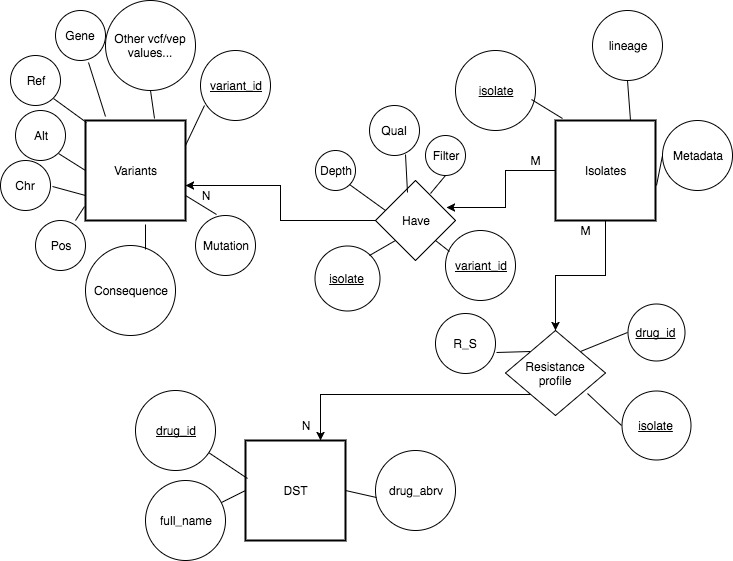 Gene
Other vcf/vep
values...
lineage
Ref
variant_id
isolate
Alt
Qual
Variants
Depth
Filter
M
Isolates
Metadata
Chr
N
Have
M
Pos
Mutation
Consequence
isolate
variant_id
R_S
drug_id
Resistance
profile
N
drug_id
isolate
DST
drug_abrv
full_name